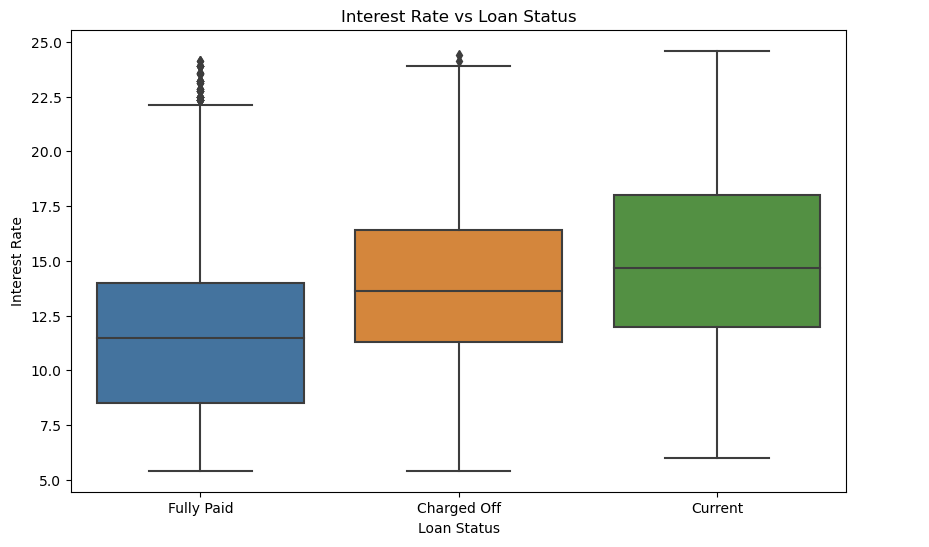 Interest Rate vs Loan Status
25.0
22.5
20.0
17.5
15.0
12.5
10.0
7.5
5.0
Interest Rate
Fully Paid Charged Off Current
Loan Status